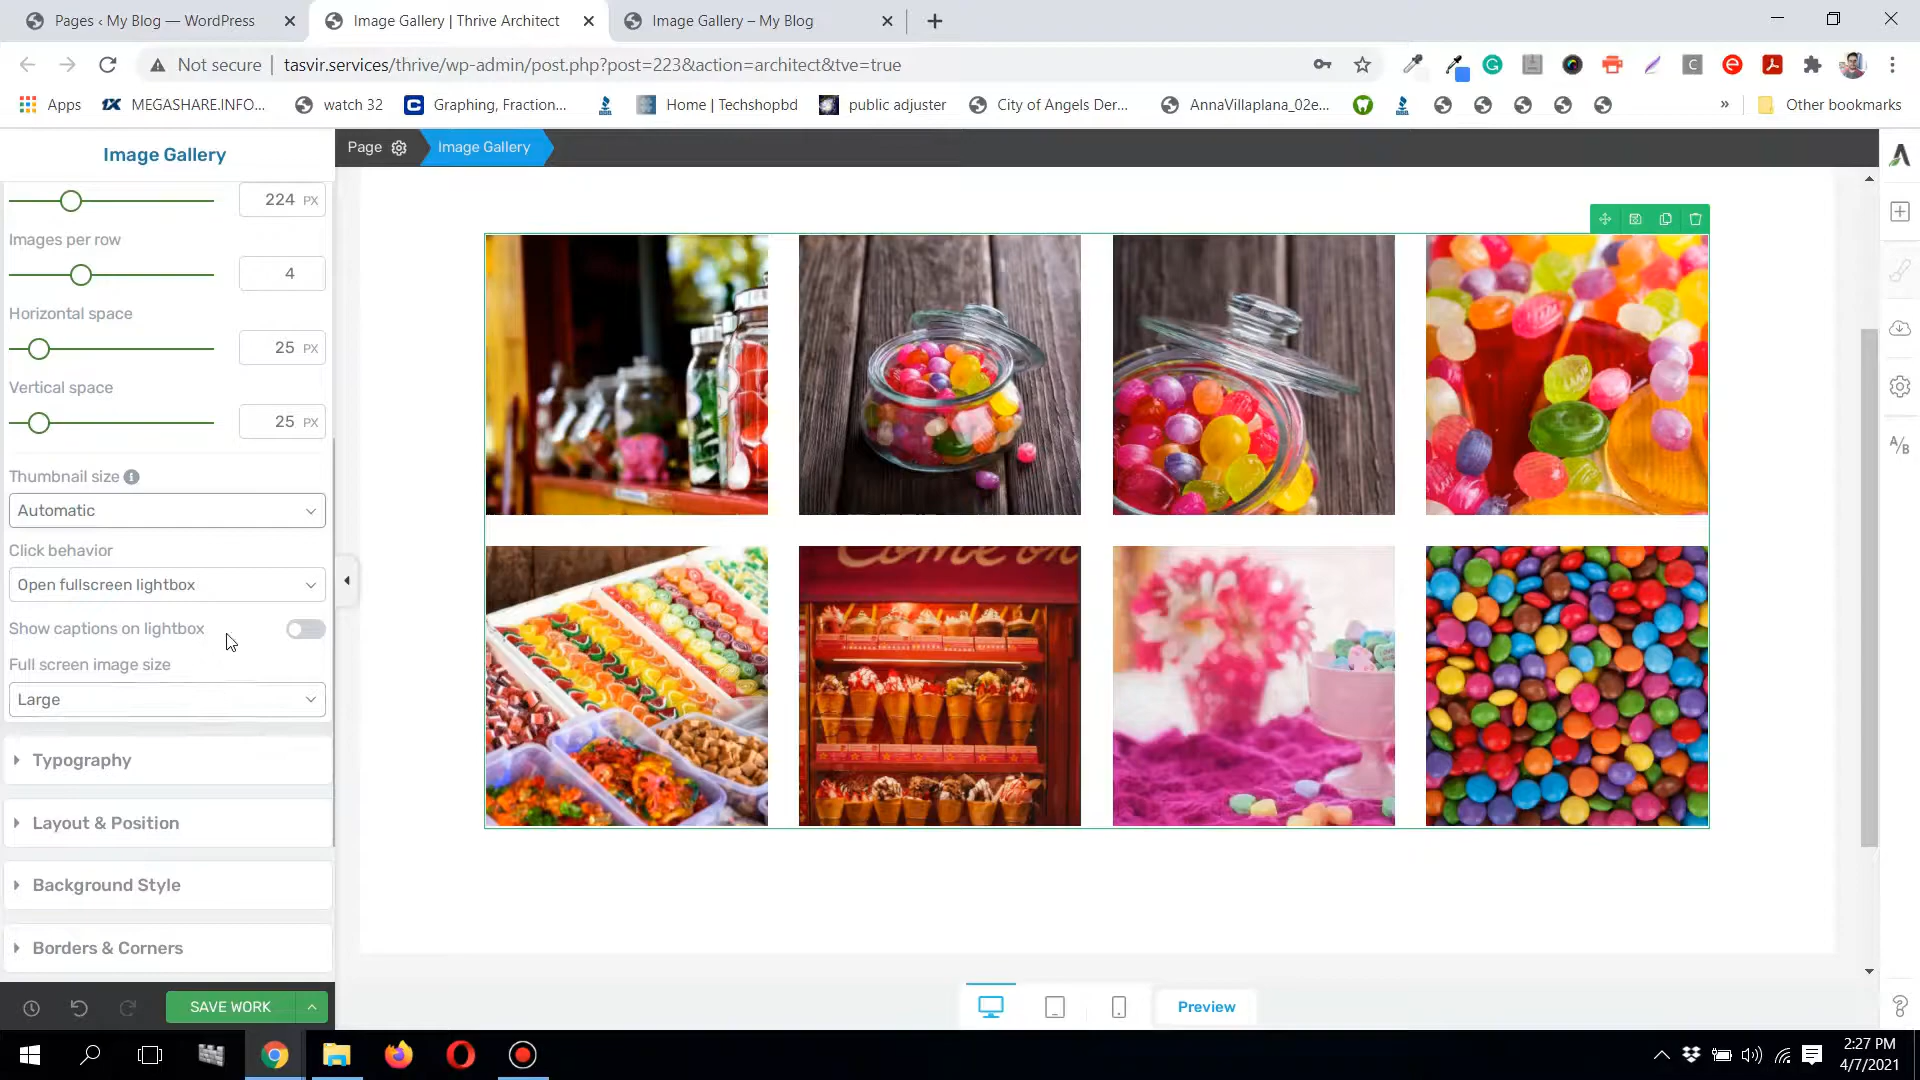 Pages ‹ My Blog — WordPress
Image Gallery | Thrive Architect
Image Gallery – My Blog
Not secure
tasvir.services/thrive/wp-admin/post.php?post=223&action=architect&tve=true
Apps
MEGASHARE.INFO...
watch 32
Graphing, Fraction...
Home | Techshopbd
public adjuster
City of Angels Der...
AnnaVillaplana_02e...
»
Other bookmarks
Image Gallery
Page
Image Gallery
224 PX
Images per row
4
Horizontal space
25 PX
Vertical space
25 PX
Thumbnail size
Automatic
Click behavior
Open fullscreen lightbox
Show captions on lightbox
Full screen image size
Large
Typography
Layout & Position
Background Style
Borders & Corners
SAVE WORK
Come on
A/B
Preview
2:27 PM
4/7/2021